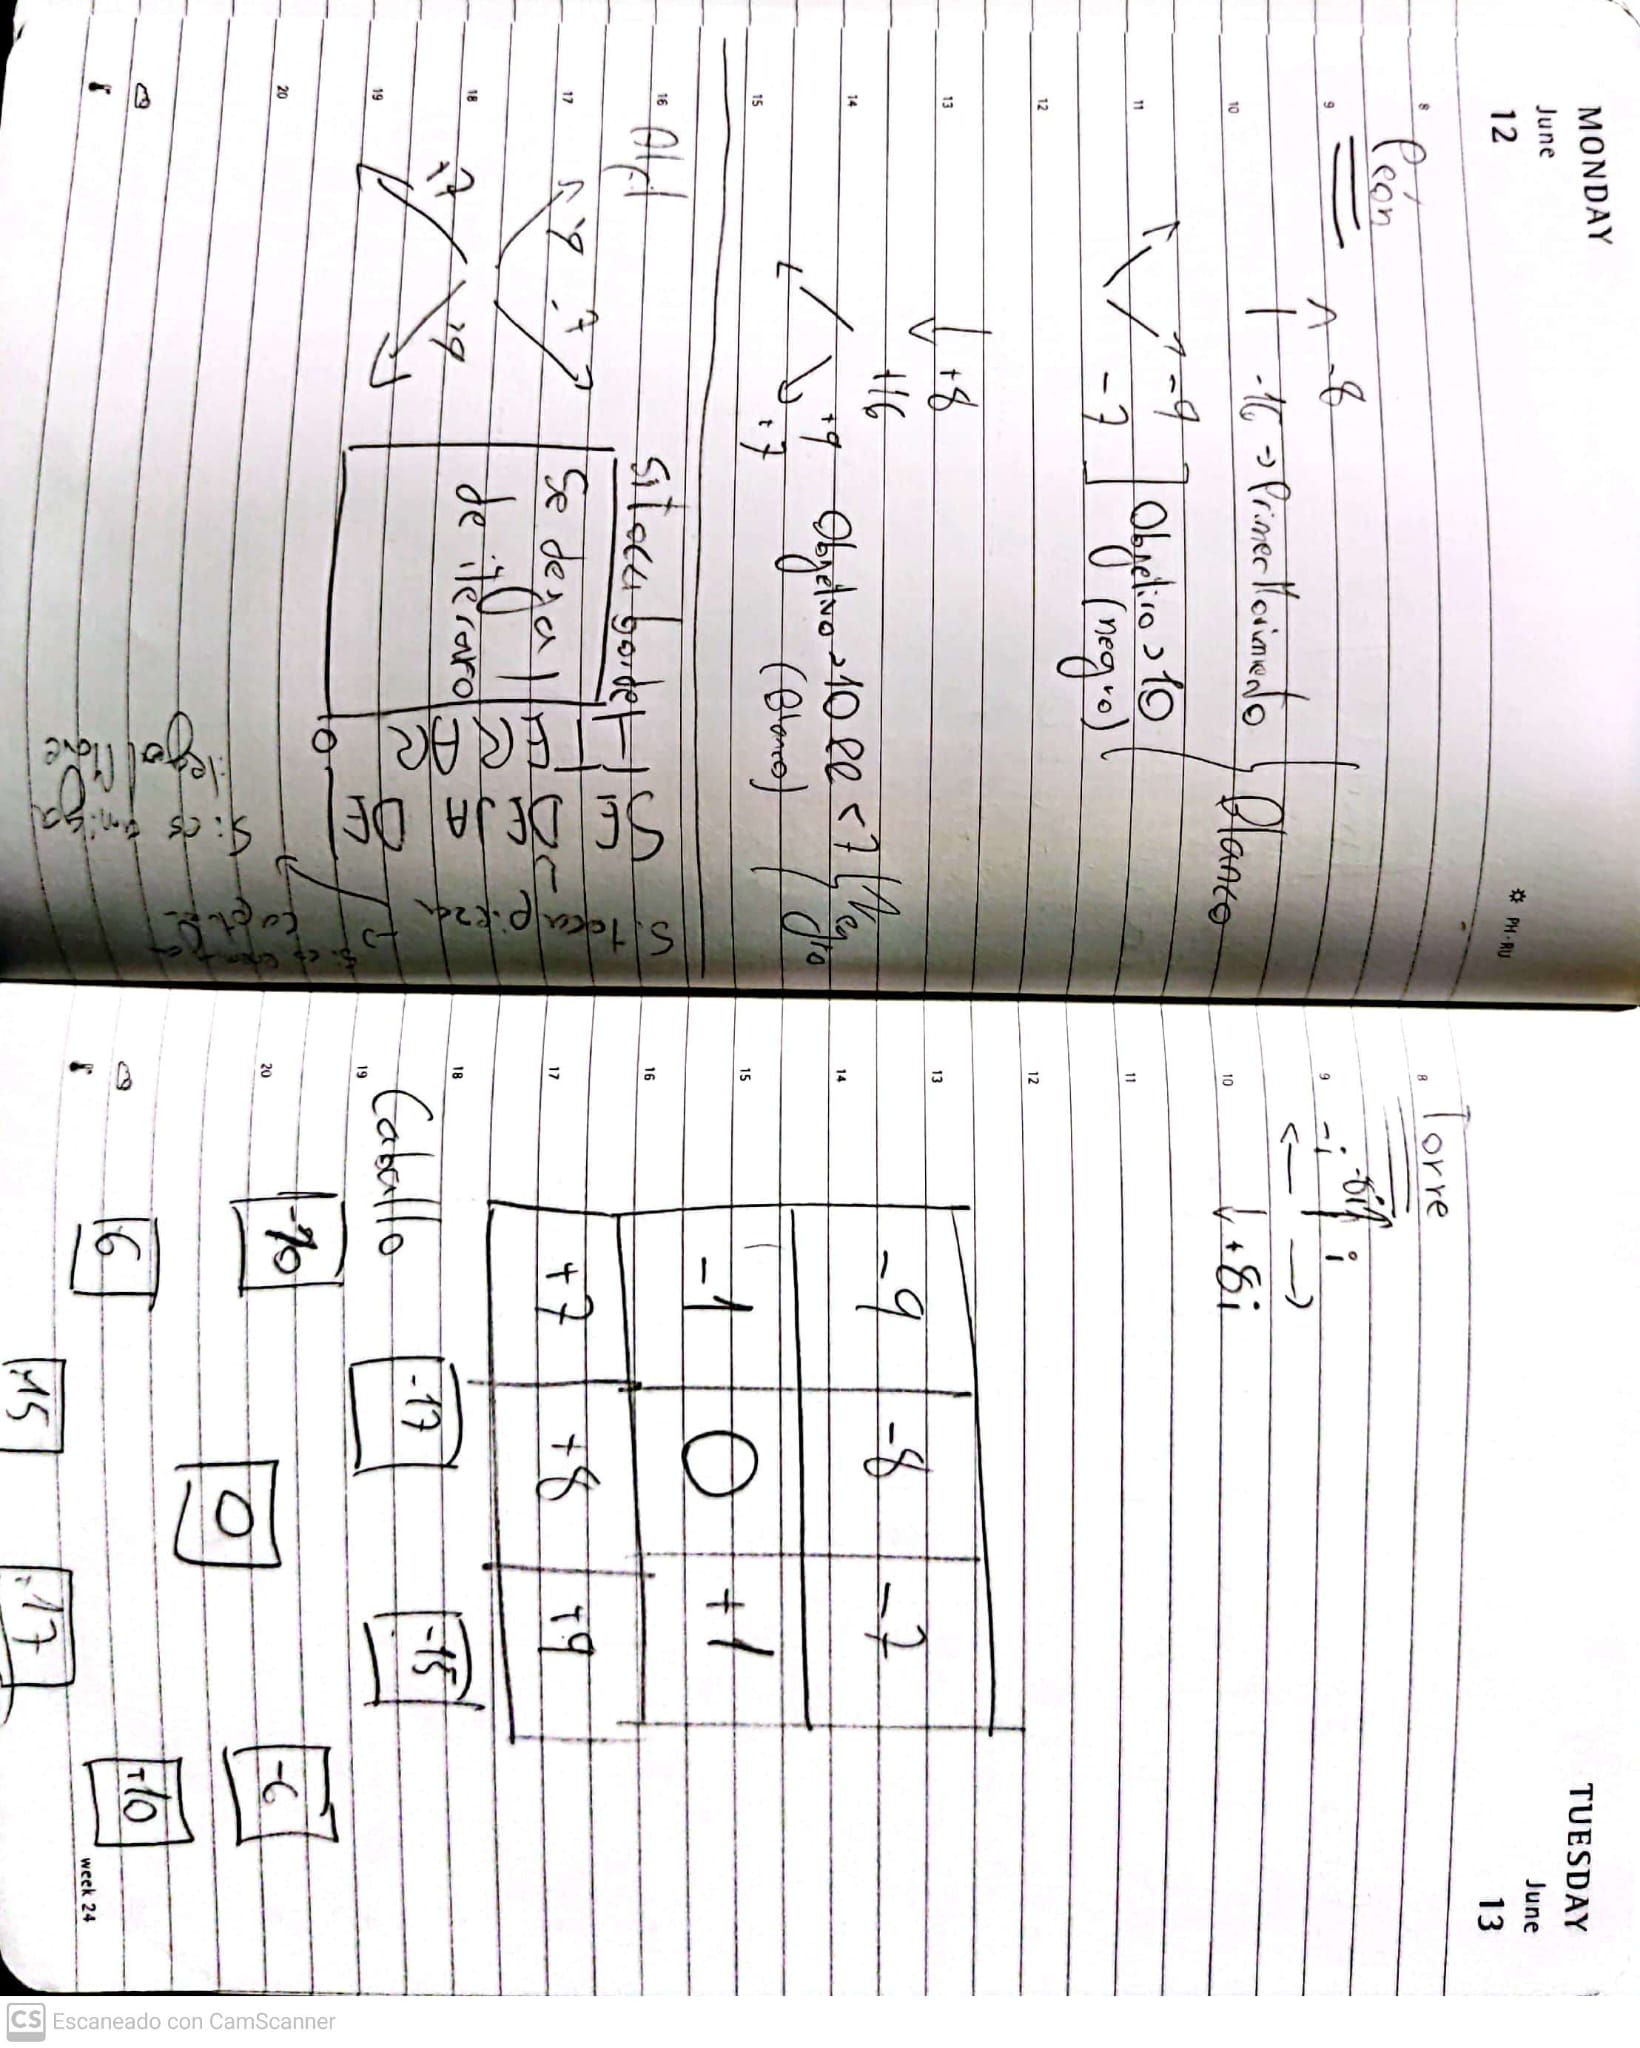 MONDAY
June
12
PH-RU
8
Peón
9
-8
-16 → Primer Movimiento
Blanco
10
-9
11
Objetivo > 10
-7
(negro)
12
13
+8
+16
14
+9
Objetivo > 10 && < 7
Negro
+7
(Blanco)
15
16
Alfil
Si toca borde
17
-9
-7
Se deja
de iterar
18
+7
+9
19
20
SE DEJA DE
ITERAR
Si toca pieza →
Si es amiga
ilegal Move
TUESDAY
June
13
8
Torre
-8i
9
-i
i
10
+8i
11
12
13
-9 -8 -7
14
15
-1 0 +1
16
17
+7 +8 +9
18
Caballo
-17 -15
19
-10 -6
20
0
6 +10
week 24
+15 +17
CS Escaneado con CamScanner